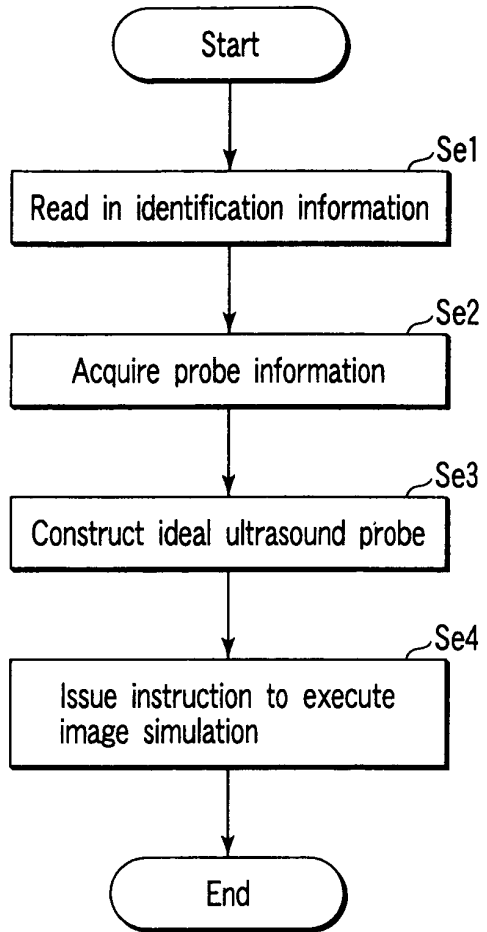 Start
Se1
Read in identification information
Se2
Acquire probe information
Se3
Construct ideal ultrasound probe
Se4
Issue instruction to execute
image simulation
End